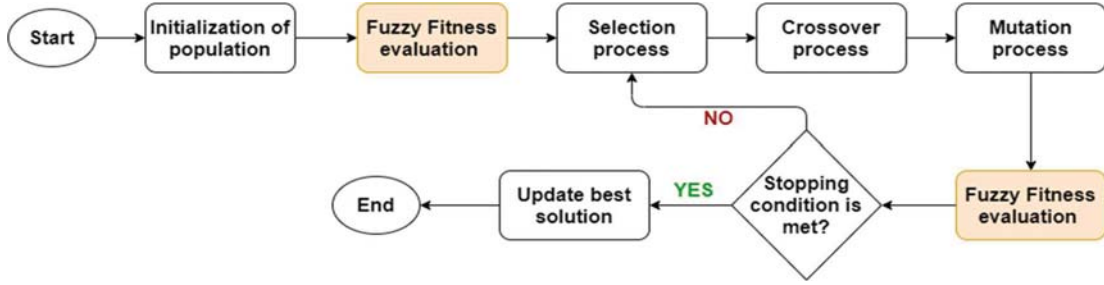 Start
Initialization of
population
Fuzzy Fitness
evaluation
Selection
process
Crossover
process
Mutation
process
NO
End
Update best
solution
YES
Stopping
condition is
met?
Fuzzy Fitness
evaluation